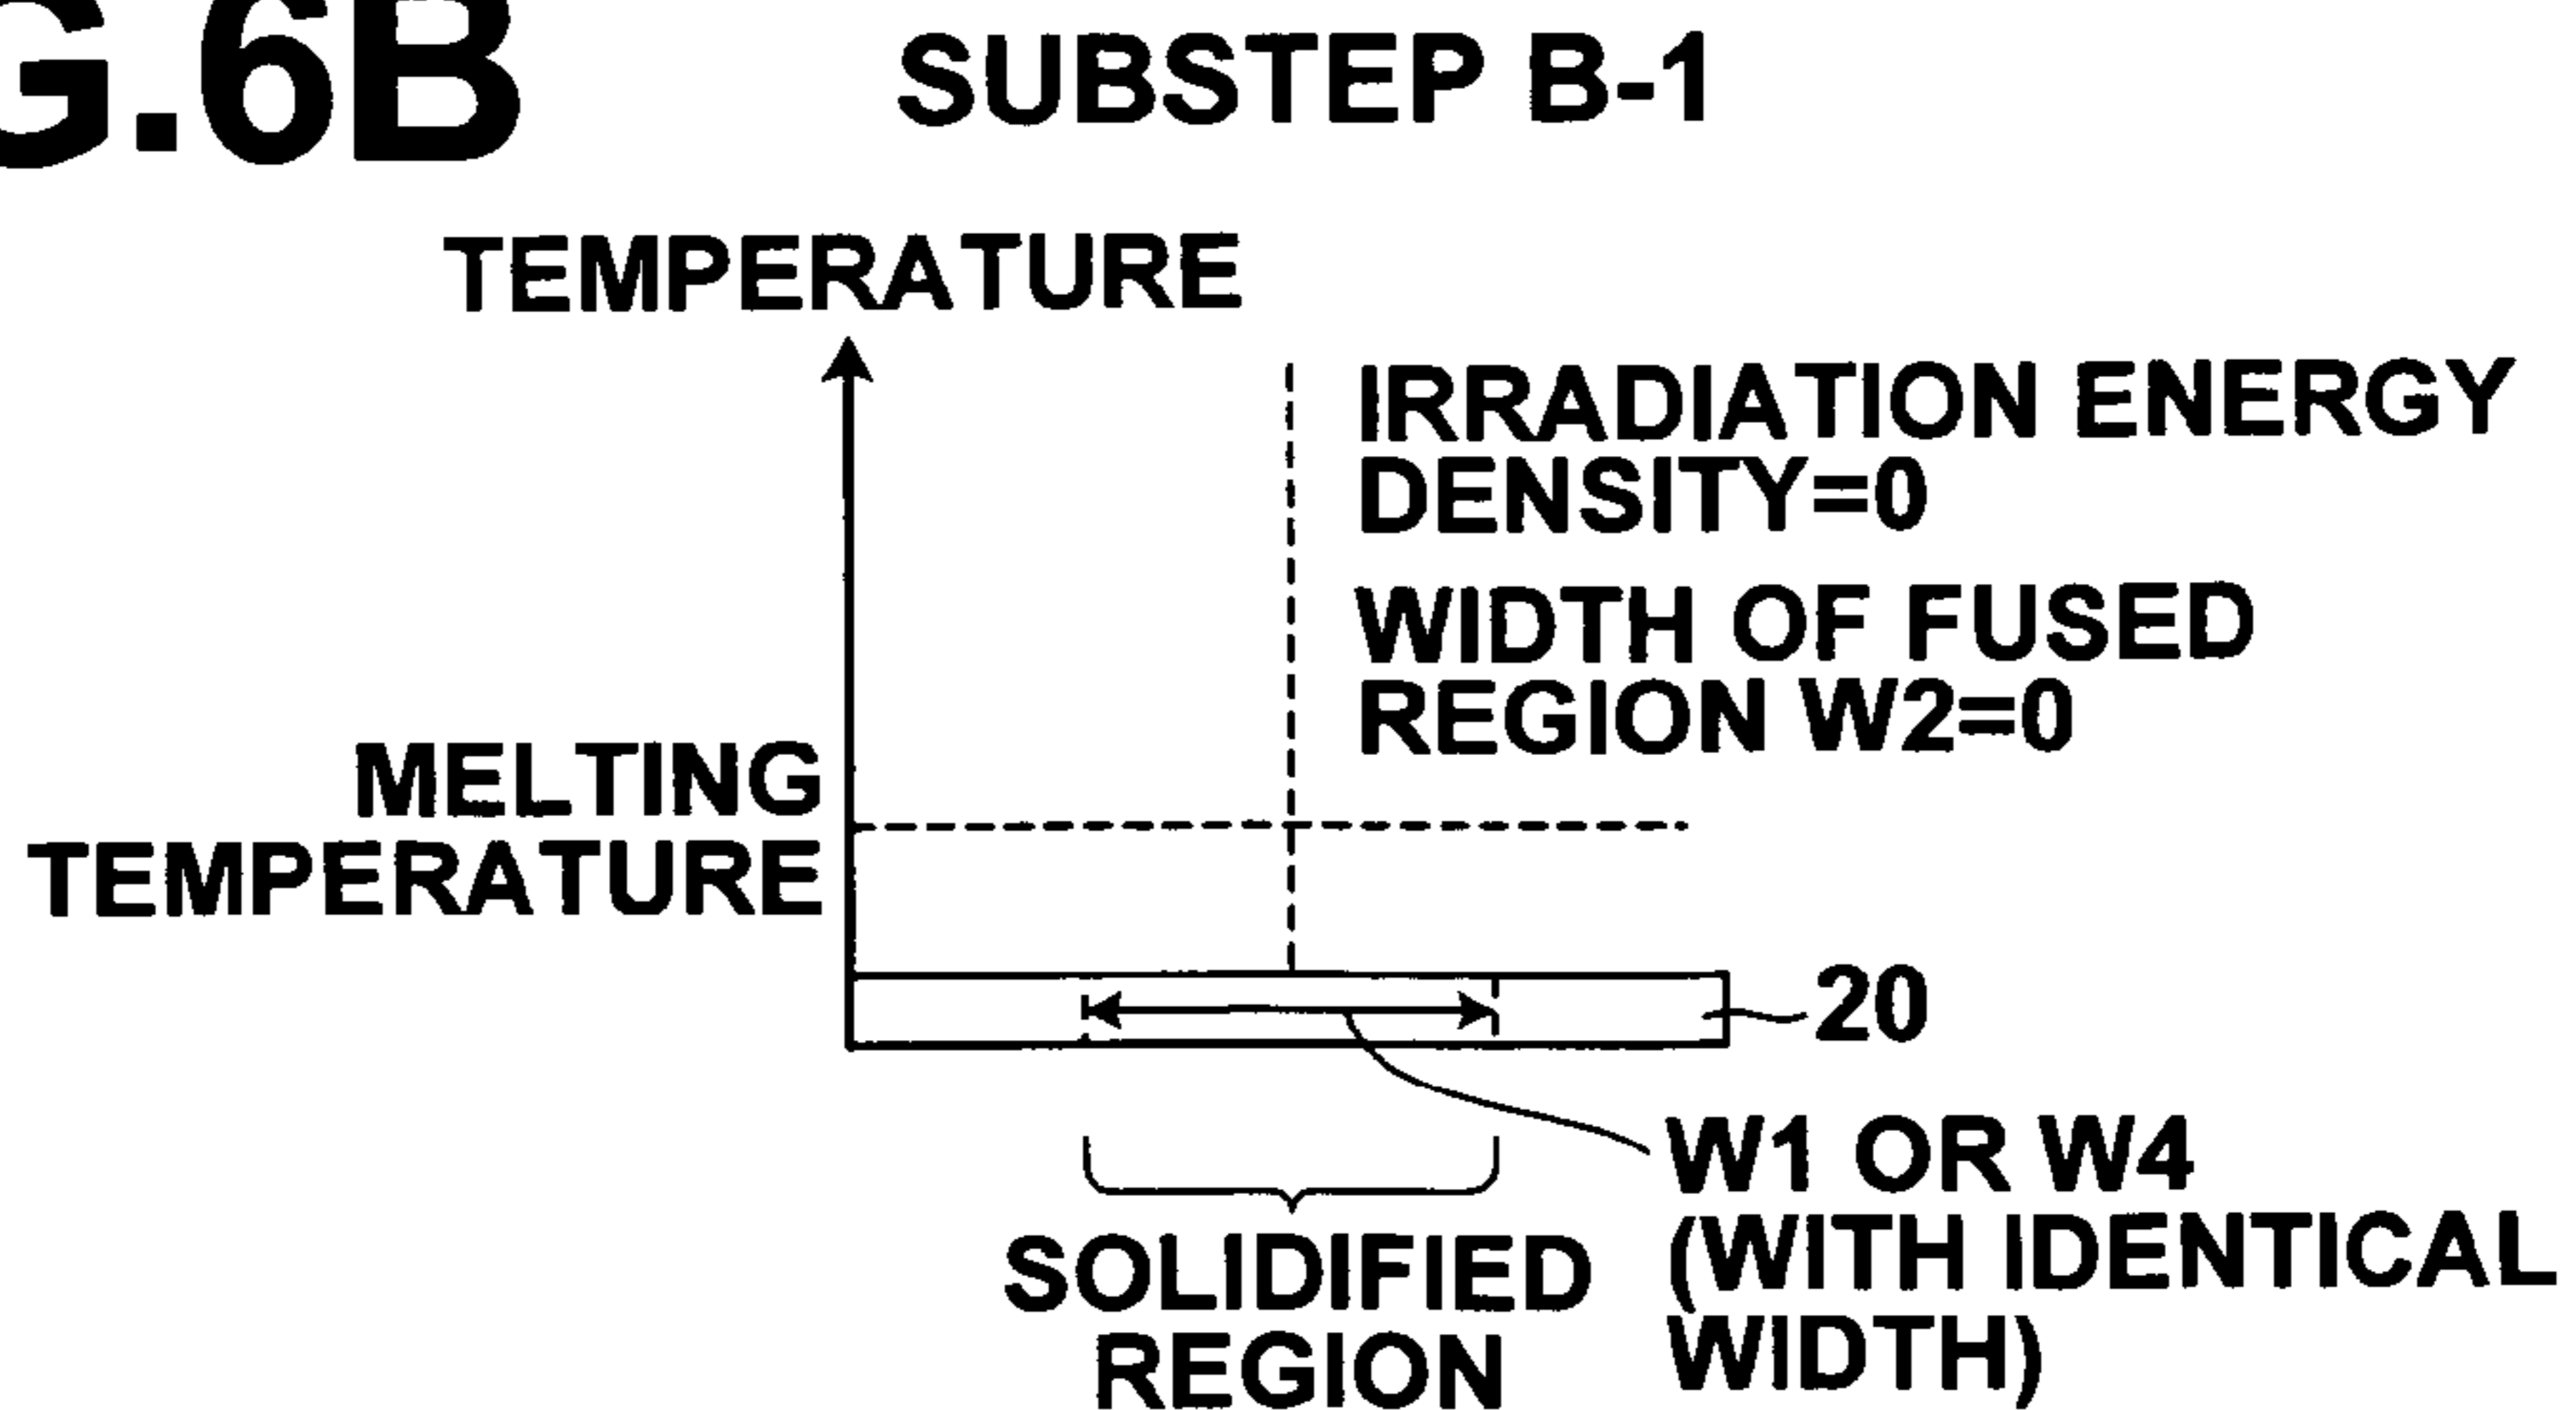 G.6B
SUBSTEP B-1
TEMPERATURE
IRRADIATION ENERGY
DENSITY=0
WIDTH OF FUSED
REGION W2=0
MELTING
TEMPERATURE
20
W1 OR W4
(WITH IDENTICAL
WIDTH)
SOLIDIFIED
REGION